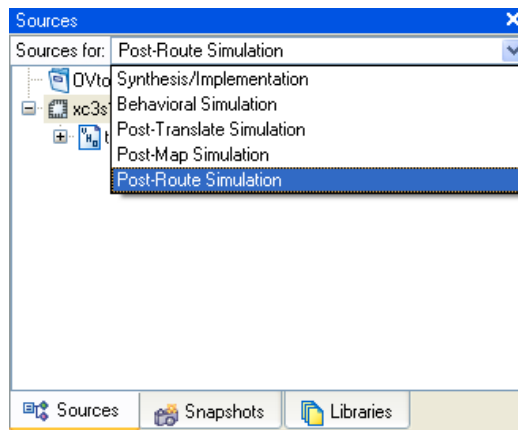 Sources
Sources for: Post-Route Simulation
OVto
Synthesis/Implementation
xc3s
Behavioral Simulation
t
Post-Translate Simulation
Post-Map Simulation
Post-Route Simulation
Sources
Snapshots
Libraries